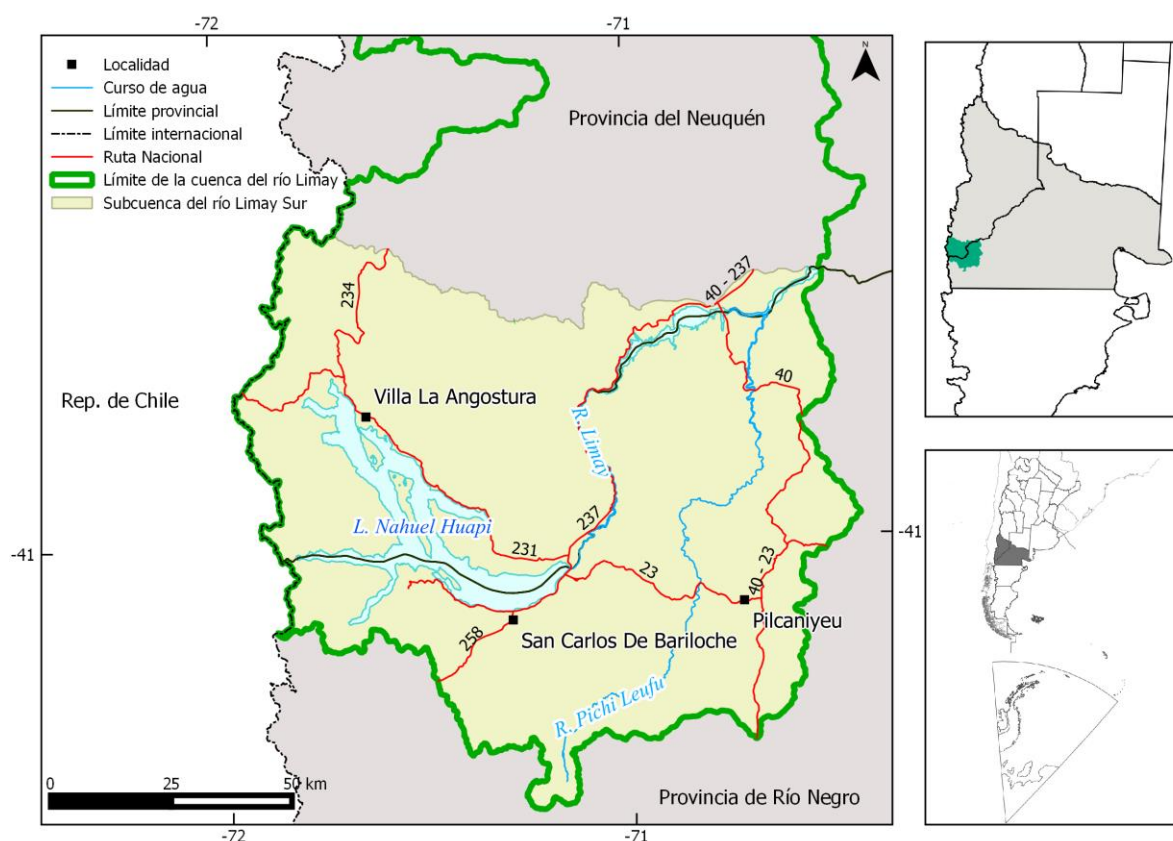 -72
-71
N
Localidad
Curso de agua
Límite provincial
Límite internacional
Ruta Nacional
Límite de la cuenca del río Limay
Subcuenca del río Limay Sur
Provincia del Neuquén
40 - 237
234
40
Rep. de Chile
Villa La Angostura
R. Limay
L. Nahuel Huapi
237
-41
-41
231
23
40 - 23
Pilcaniyeu
258
San Carlos De Bariloche
R. Pichi Leufu
0
25
50 km
Provincia de Río Negro
-72
-71